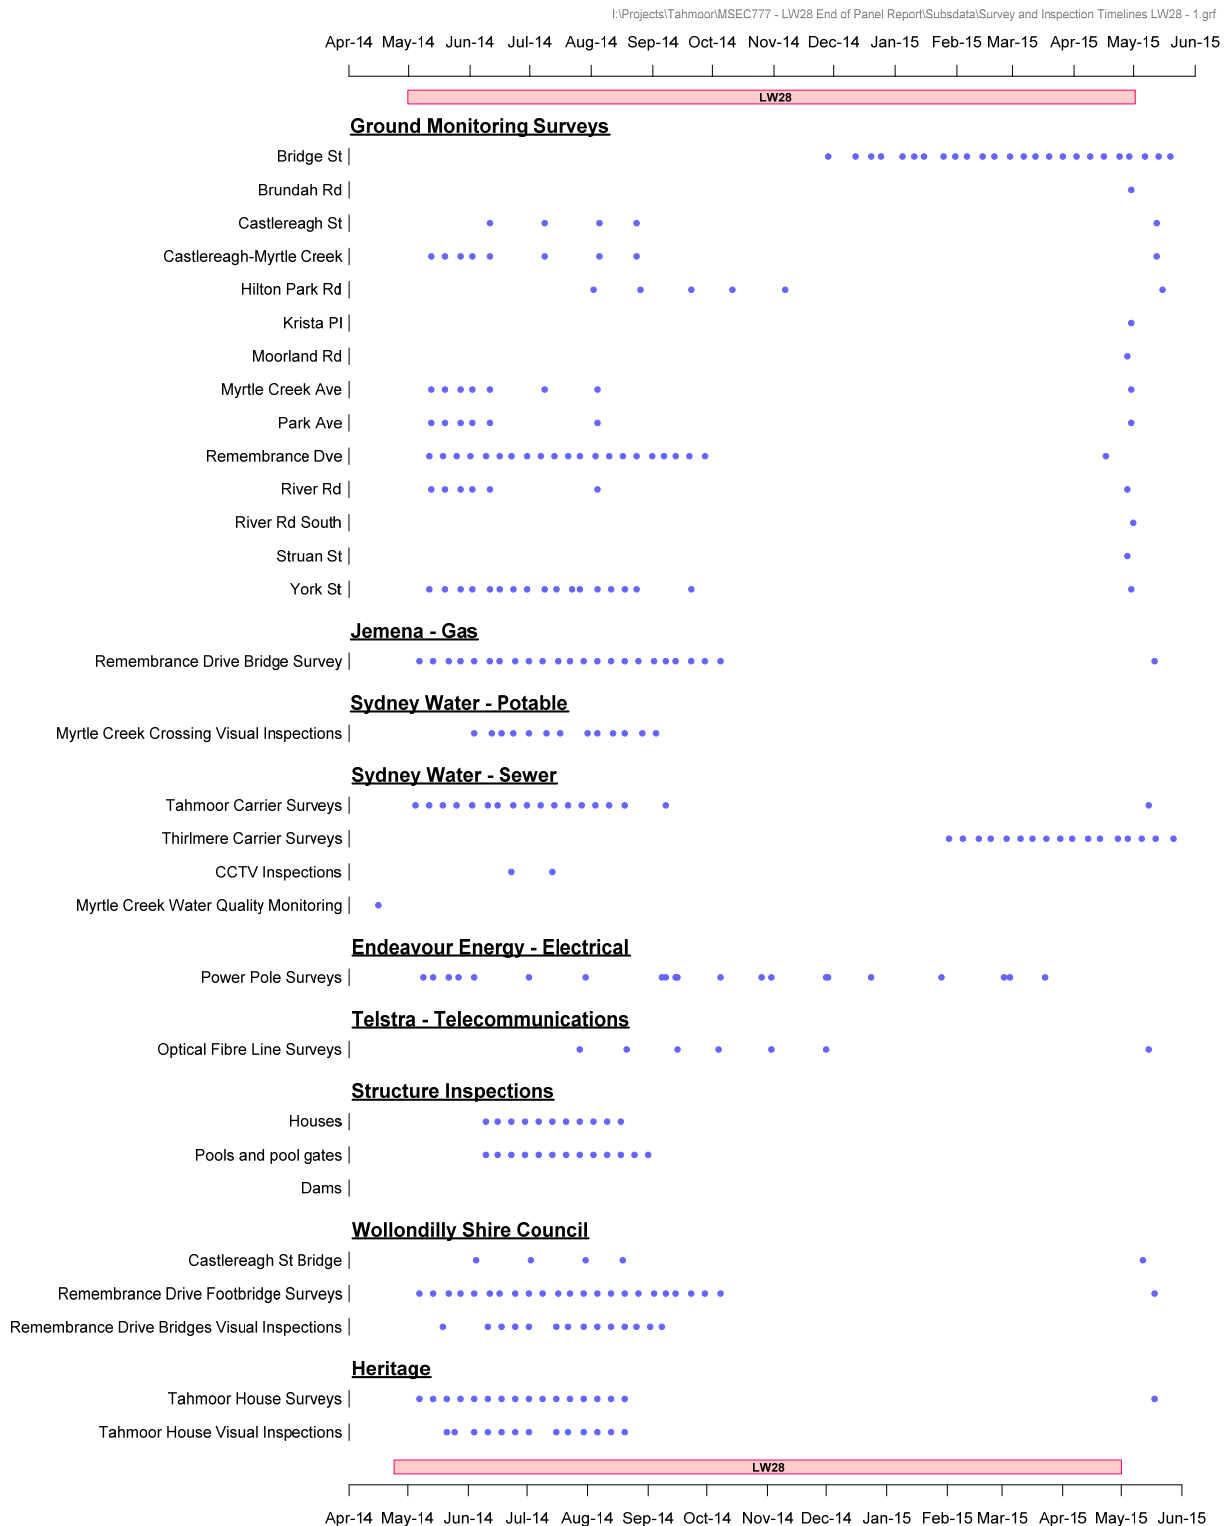 I:\Projects\Tahmoor\MSEC777 - LW28 End of Panel Report\Subsdata\Survey and Inspection Timelines LW28 - 1.grf
Apr-14 May-14 Jun-14 Jul-14 Aug-14 Sep-14 Oct-14 Nov-14 Dec-14 Jan-15 Feb-15 Mar-15 Apr-15 May-15 Jun-15
LW28
Ground Monitoring Surveys
Bridge St
Brundah Rd
Castlereagh St
Castlereagh-Myrtle Creek
Hilton Park Rd
Krista Pl
Moorland Rd
Myrtle Creek Ave
Park Ave
Remembrance Dve
River Rd
River Rd South
Struan St
York St
Jemena - Gas
Remembrance Drive Bridge Survey
Sydney Water - Potable
Myrtle Creek Crossing Visual Inspections
Sydney Water - Sewer
Tahmoor Carrier Surveys
Thirlmere Carrier Surveys
CCTV Inspections
Myrtle Creek Water Quality Monitoring
Endeavour Energy - Electrical
Power Pole Surveys
Telstra - Telecommunications
Optical Fibre Line Surveys
Structure Inspections
Houses
Pools and pool gates
Dams
Wollondilly Shire Council
Castlereagh St Bridge
Remembrance Drive Footbridge Surveys
Remembrance Drive Bridges Visual Inspections
Heritage
Tahmoor House Surveys
Tahmoor House Visual Inspections
LW28
Apr-14 May-14 Jun-14 Jul-14 Aug-14 Sep-14 Oct-14 Nov-14 Dec-14 Jan-15 Feb-15 Mar-15 Apr-15 May-15 Jun-15